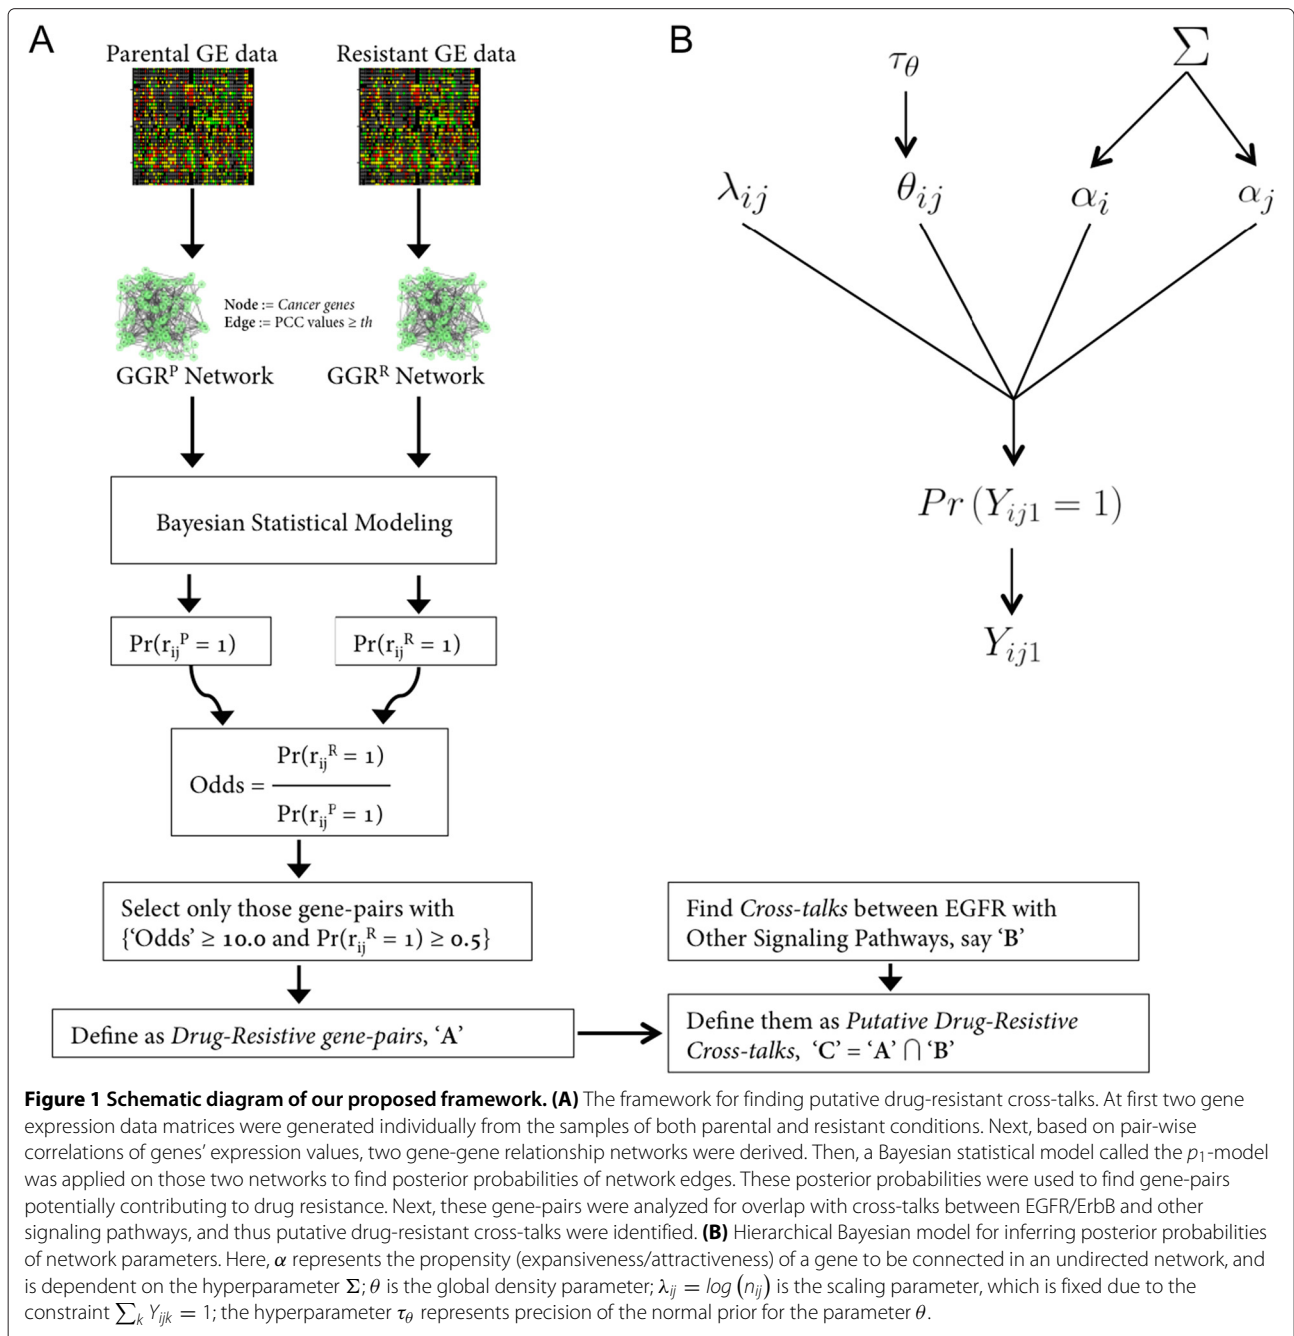 A
Parental GE data
Resistant GE data
Node := Cancer genes
Edge := PCC values ≥ th
GGR^P Network
GGR^R Network
Bayesian Statistical Modeling
Pr(r_ij^P = 1)
Pr(r_ij^R = 1)
Odds = Pr(r_ij^R = 1) / Pr(r_ij^P = 1)
Select only those gene-pairs with
{‘Odds’ ≥ 10.0 and Pr(r_ij^R = 1) ≥ 0.5}
Define as Drug-Resistive gene-pairs, ‘A’
Find Cross-talks between EGFR with
Other Signaling Pathways, say ‘B’
Define them as Putative Drug-Resistive
Cross-talks, ‘C’ = ‘A’ ⋂ ‘B’
B
τ_θ
Σ
λ_ij
θ_ij
α_i
α_j
Pr (Y_ij1 = 1)
Y_ij1
Figure 1 Schematic diagram of our proposed framework. (A) The framework for finding putative drug-resistant cross-talks. At first two gene
expression data matrices were generated individually from the samples of both parental and resistant conditions. Next, based on pair-wise
correlations of genes’ expression values, two gene-gene relationship networks were derived. Then, a Bayesian statistical model called the p₁-model
was applied on those two networks to find posterior probabilities of network edges. These posterior probabilities were used to find gene-pairs
potentially contributing to drug resistance. Next, these gene-pairs were analyzed for overlap with cross-talks between EGFR/ErbB and other
signaling pathways, and thus putative drug-resistant cross-talks were identified. (B) Hierarchical Bayesian model for inferring posterior probabilities
of network parameters. Here, α represents the propensity (expansiveness/attractiveness) of a gene to be connected in an undirected network, and
is dependent on the hyperparameter Σ; θ is the global density parameter; λ_ij = log (n_ij) is the scaling parameter, which is fixed due to the
constraint ∑_k Y_ijk = 1; the hyperparameter τ_θ represents precision of the normal prior for the parameter θ.